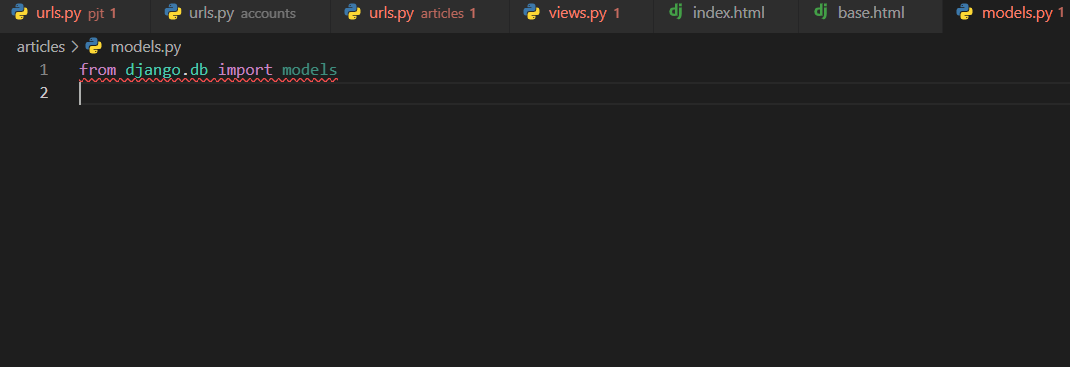 urls.py pjt 1 urls.py accounts urls.py articles 1 views.py 1 dj index.html dj base.html models.py 1
articles > models.py
1 from django.db import models
2